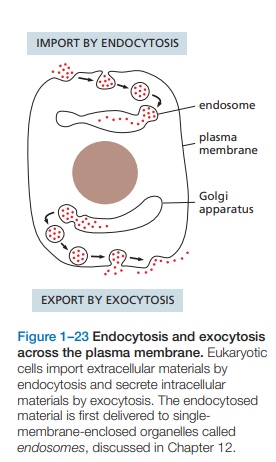 IMPORT BY ENDOCYTOSIS
endosome
plasma
membrane
Golgi
apparatus
EXPORT BY EXOCYTOSIS
Figure 1–23 Endocytosis and exocytosis
across the plasma membrane. Eukaryotic
cells import extracellular materials by
endocytosis and secrete intracellular
materials by exocytosis. The endocytosed
material is first delivered to single-
membrane-enclosed organelles called
endosomes, discussed in Chapter 12.